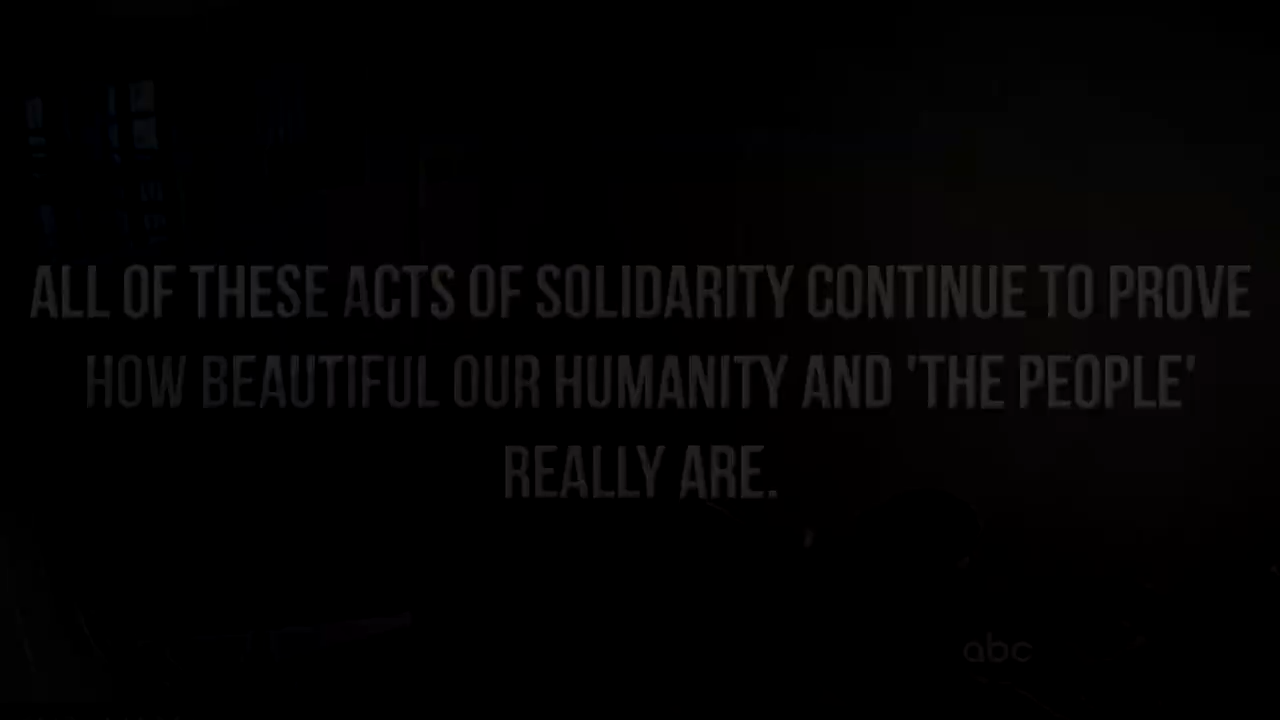 ALL OF THESE ACTS OF SOLIDARITY CONTINUE TO PROVE
HOW BEAUTIFUL OUR HUMANITY AND 'THE PEOPLE'
REALLY ARE.
abc